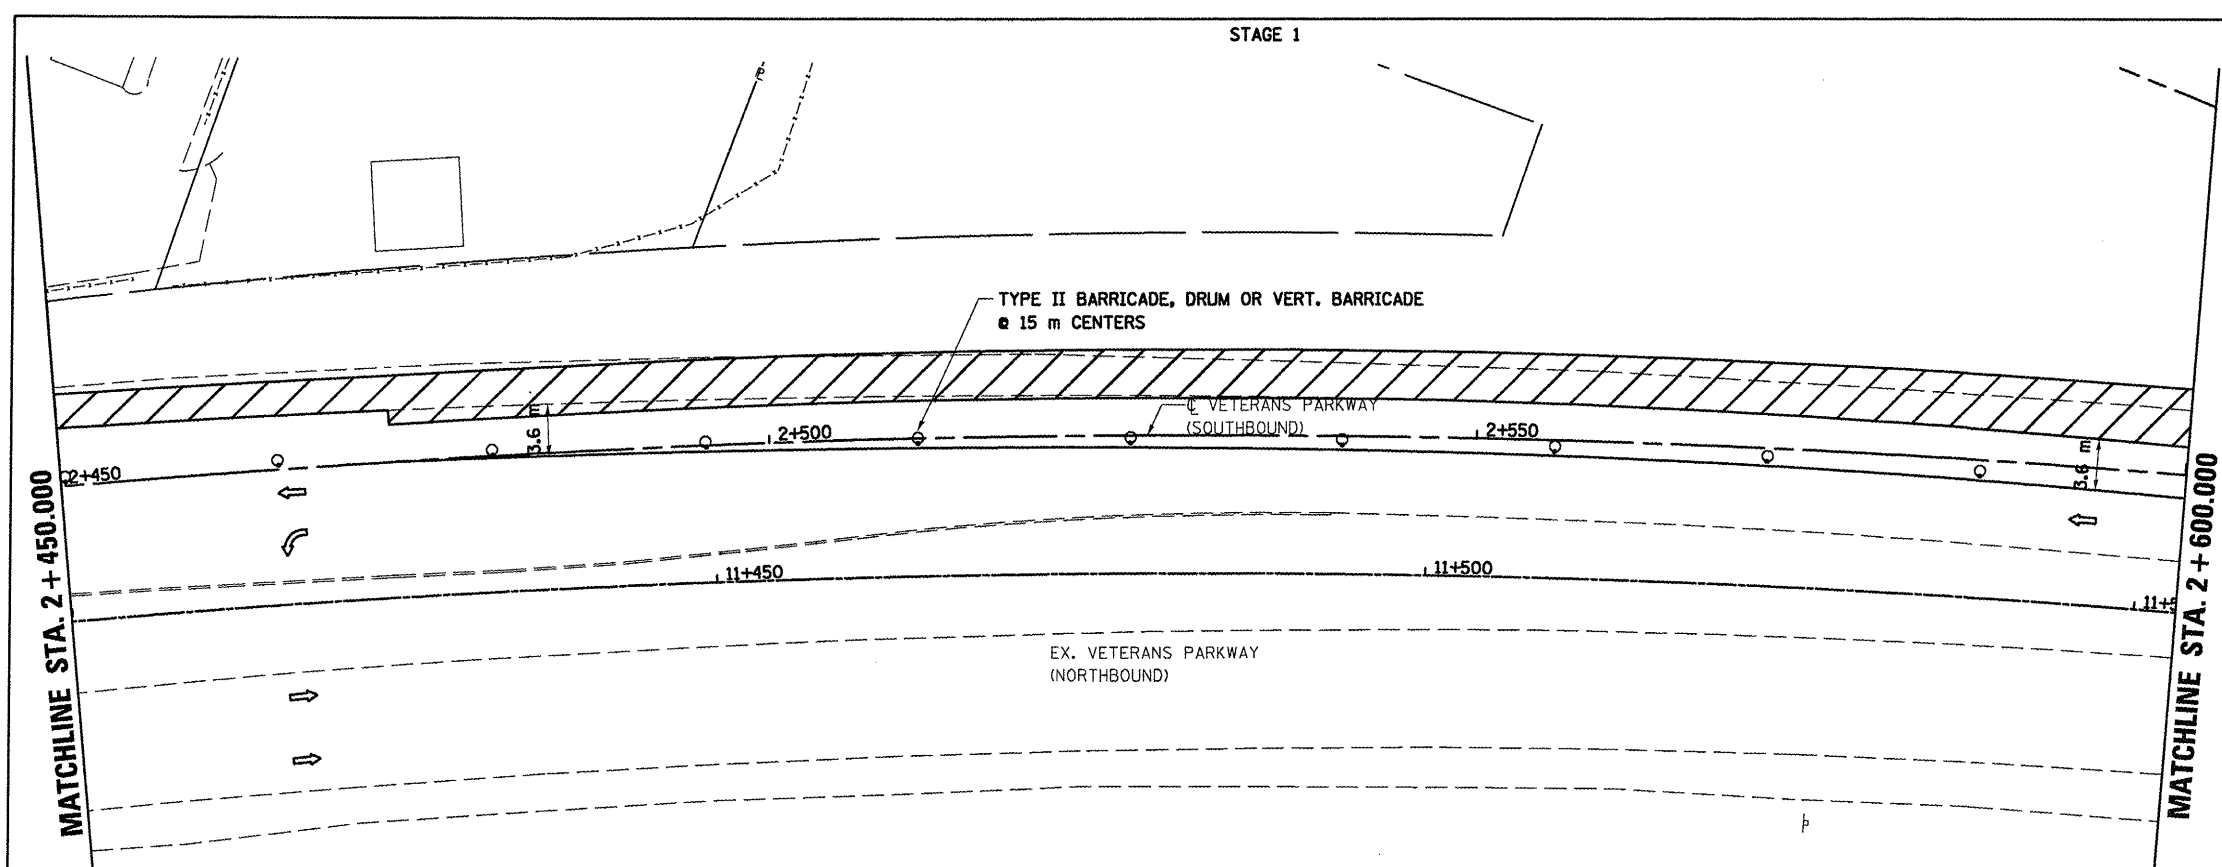 STAGE 1
TYPE II BARRICADE, DRUM OR VERT. BARRICADE
@ 15 m CENTERS
3.6 m
℄ VETERANS PARKWAY
(SOUTHBOUND)
2+500
2+550
2+450
3.6 m
11+450
11+500
11+5
EX. VETERANS PARKWAY
(NORTHBOUND)
MATCHLINE STA. 2+450.000
MATCHLINE STA. 2+600.000